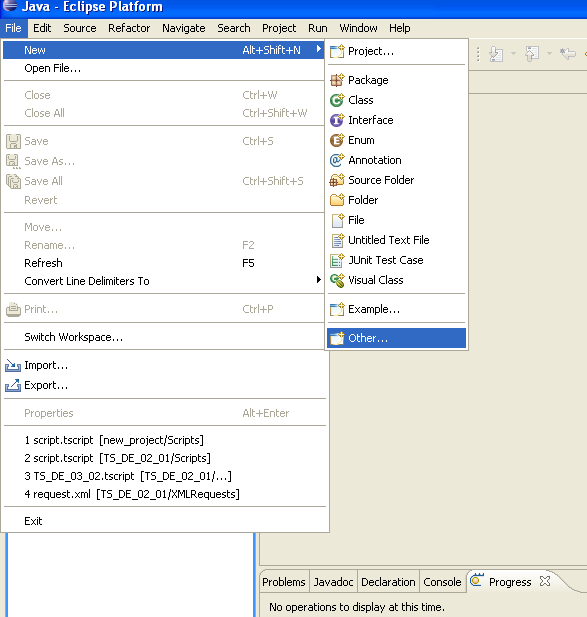 Java - Eclipse Platform
File Edit Source Refactor Navigate Search Project Run Window Help
New Alt+Shift+N
Open File...
Close Ctrl+W
Close All Ctrl+Shift+W
Save Ctrl+S
Save As...
Save All Ctrl+Shift+S
Revert
Move...
Rename... F2
Refresh F5
Convert Line Delimiters To
Print... Ctrl+P
Switch Workspace...
Import...
Export...
Properties Alt+Enter
1 script.tscript [new_project/Scripts]
2 script.tscript [TS_DE_02_01/Scripts]
3 TS_DE_03_02.tscript [TS_DE_02_01/...]
4 request.xml [TS_DE_02_01/XMLRequests]
Exit
Project...
Package
Class
Interface
Enum
Annotation
Source Folder
Folder
File
Untitled Text File
JUnit Test Case
Visual Class
Example...
Other...
Problems Javadoc Declaration Console Progress
No operations to display at this time.